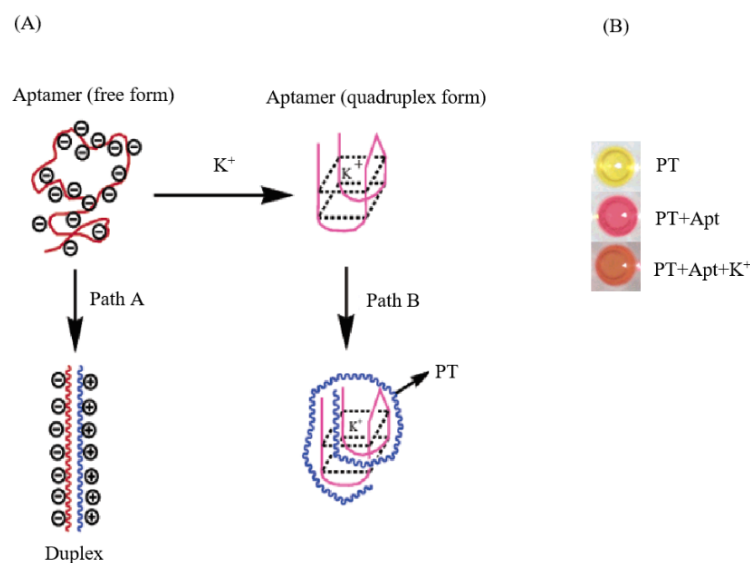 (A)
(B)
Aptamer (free form)
Aptamer (quadruplex form)
K⁺
K⁺
PT
PT+Apt
PT+Apt+K⁺
Path A
Path B
PT
K⁺
Duplex